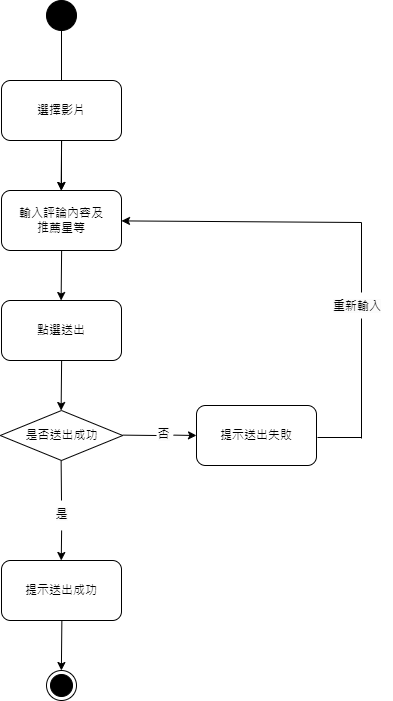 選擇影片
輸入評論內容及
推薦星等
重新輸入
點選送出
是否送出成功
否
提示送出失敗
是
提示送出成功